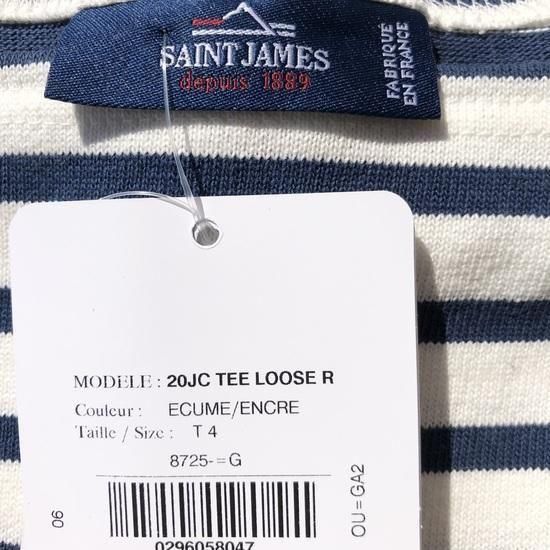 SAINT JAMES
depuis 1889
FABRIQUÉ
EN FRANCE
MODELE : 20JC TEE LOOSE R
Couleur : ECUME/ENCRE
Taille / Size : T 4
8725-=G
06
OU=GA2
0296058047